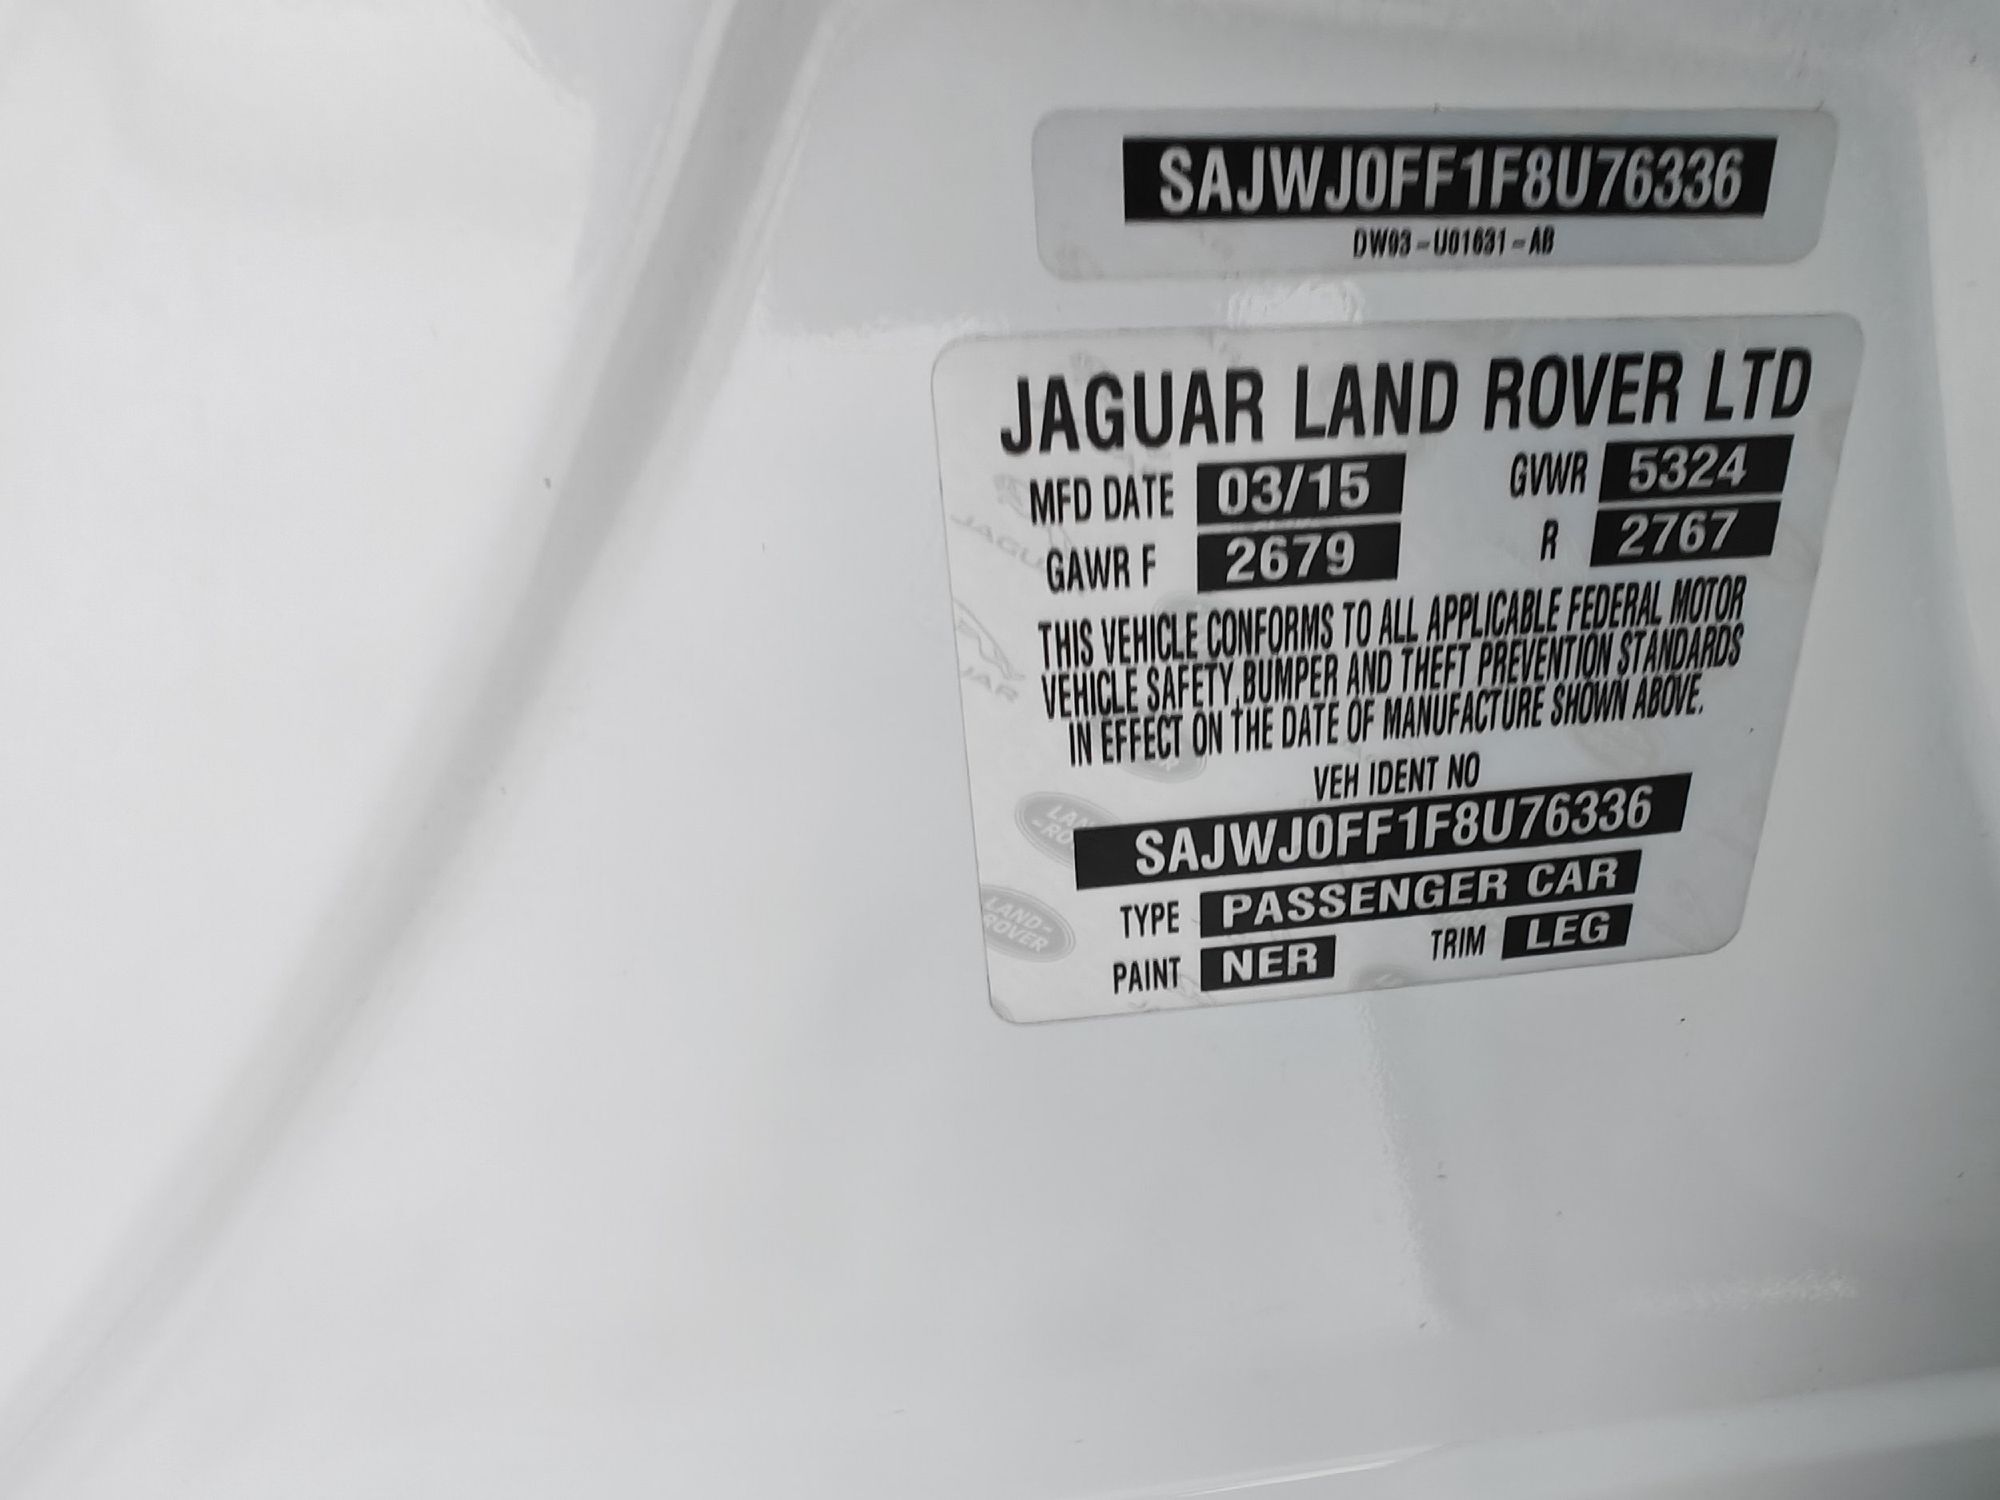 SAJWJ0FF1F8U76336
DW93-U01631-AB
JAGUAR LAND ROVER LTD
MFD DATE 03/15 GVWR 5324
GAWR F 2679 R 2767
THIS VEHICLE CONFORMS TO ALL APPLICABLE FEDERAL MOTOR
VEHICLE SAFETY, BUMPER AND THEFT PREVENTION STANDARDS
IN EFFECT ON THE DATE OF MANUFACTURE SHOWN ABOVE.
VEH IDENT NO
SAJWJ0FF1F8U76336
TYPE PASSENGER CAR
PAINT NER TRIM LEG
LAND-
ROVER